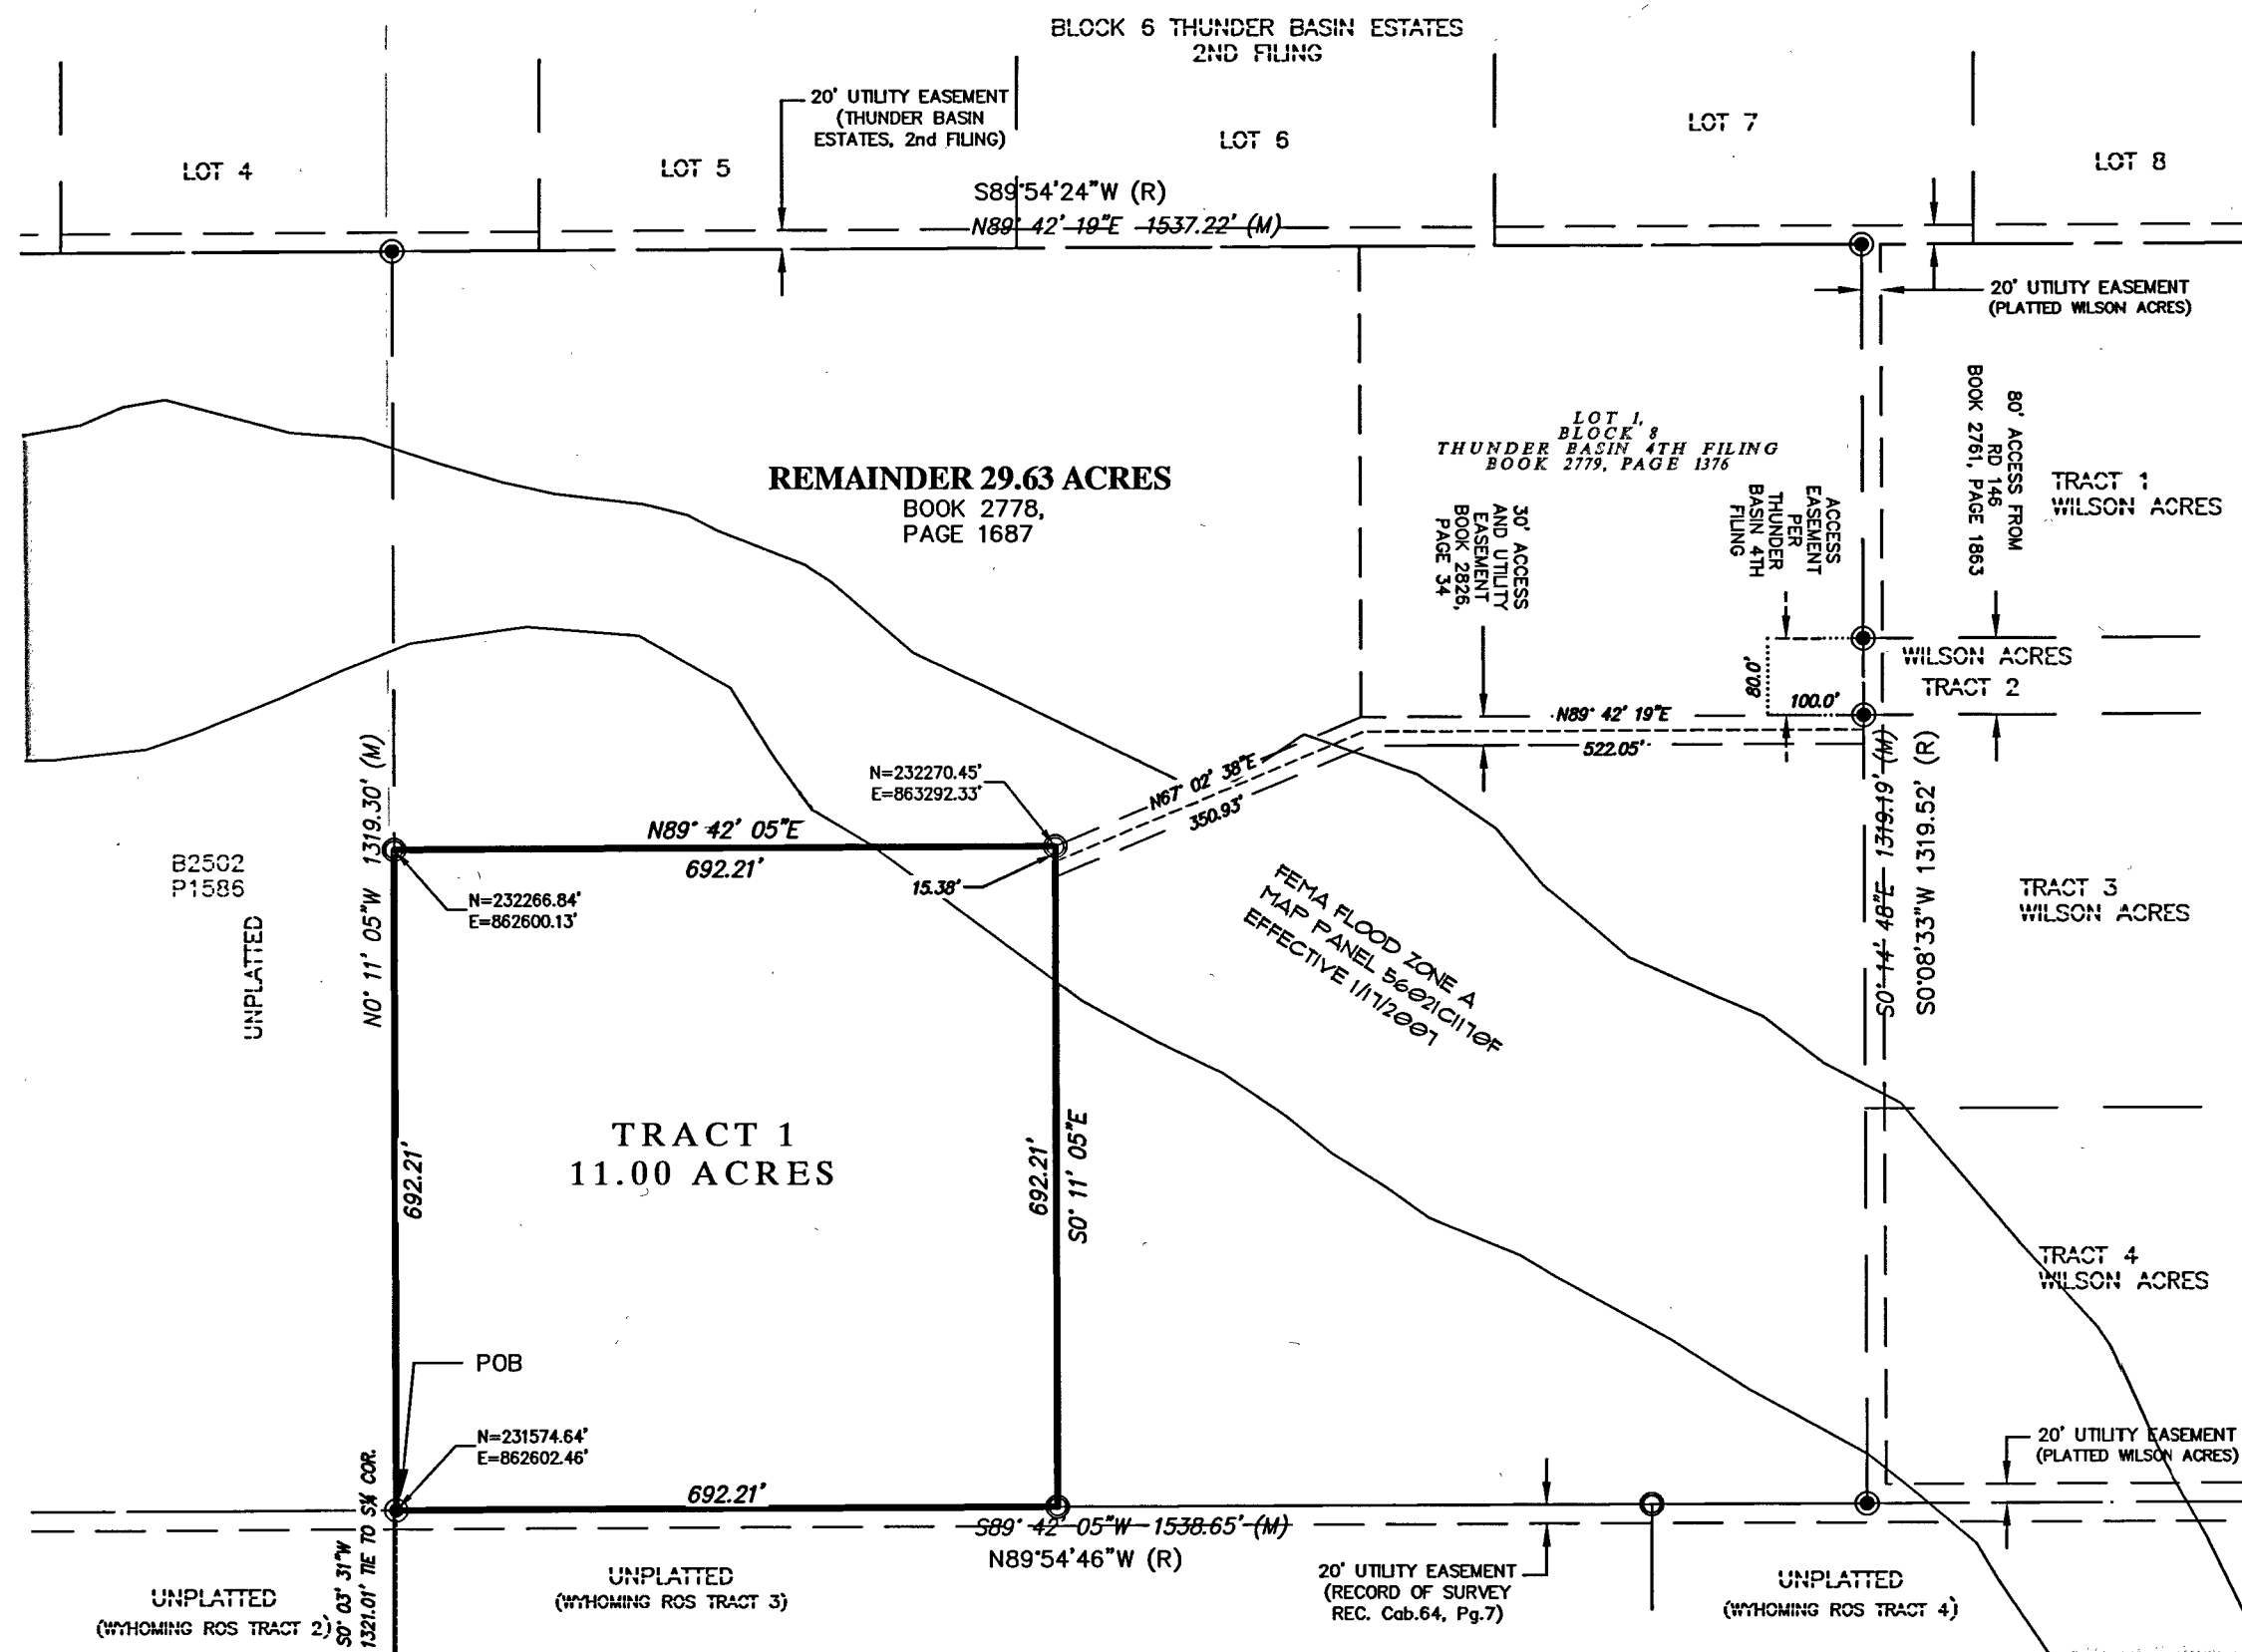 BLOCK 6 THUNDER BASIN ESTATES
2ND FILING
20' UTILITY EASEMENT
(THUNDER BASIN
ESTATES, 2nd FILING)
LOT 4
LOT 5
LOT 6
LOT 7
LOT 8
S89°54'24"W (R)
N89° 42' 19"E 1537.22' (M)
20' UTILITY EASEMENT
(PLATTED WILSON ACRES)
REMAINDER 29.63 ACRES
BOOK 2778,
PAGE 1687
LOT 1,
BLOCK 8
THUNDER BASIN 4TH FILING
BOOK 2779, PAGE 1376
30' ACCESS
AND UTILITY
EASEMENT
BOOK 2826,
PAGE 34
ACCESS
EASEMENT
PER
THUNDER
BASIN 4TH
FILING
80' ACCESS FROM
RD 146
BOOK 2761, PAGE 1863
TRACT 1
WILSON ACRES
WILSON ACRES
TRACT 2
80.0'
100.0'
N89° 42' 19"E
522.05'
N67° 02' 38"E
350.93'
N=232270.45'
E=863292.33'
N89° 42' 05"E
692.21'
15.38'
N=232266.84'
E=862600.13'
N0° 11' 05"W 1319.30' (M)
B2502
P1586
UNPLATTED
FEMA FLOOD ZONE A
MAP PANEL 56021C1170F
EFFECTIVE 1/17/2007
S0° 14' 48"E 1319.19' (M)
S0°08'33"W 1319.52' (R)
TRACT 3
WILSON ACRES
TRACT 1
11.00 ACRES
692.21'
692.21'
S0° 11' 05"E
TRACT 4
WILSON ACRES
POB
N=231574.64'
E=862602.46'
692.21'
S89° 42' 05"W 1538.65' (M)
N89°54'46"W (R)
20' UTILITY EASEMENT
(PLATTED WILSON ACRES)
20' UTILITY EASEMENT
(RECORD OF SURVEY
REC. Cab.64, Pg.7)
S0° 03' 31"W
1321.01' TIE TO S¼ COR.
UNPLATTED
(WYHOMING ROS TRACT 2)
UNPLATTED
(WYHOMING ROS TRACT 3)
UNPLATTED
(WYHOMING ROS TRACT 4)